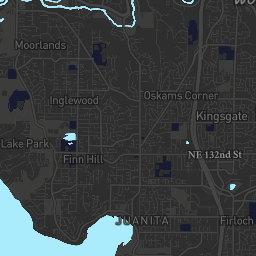 Moorlands
Inglewood
Oskams Corner
Kingsgate
Lake Park
NE 132nd St
Finn Hill
JUANITA
Firloch